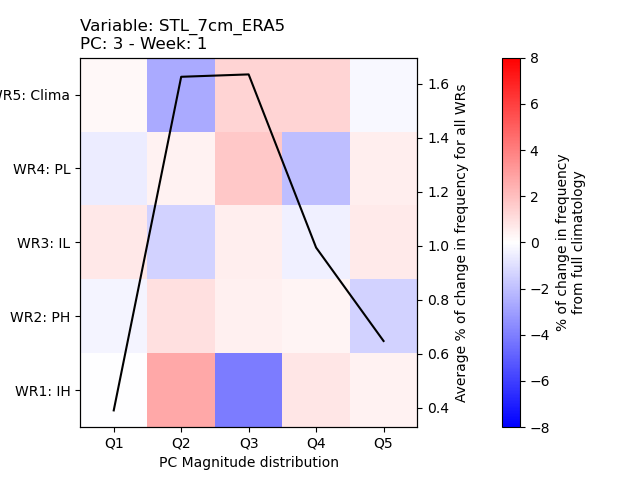 Variable: STL_7cm_ERA5
PC: 3 - Week: 1
WR5: Clima
WR4: PL
WR3: IL
WR2: PH
WR1: IH
Q1 Q2 Q3 Q4 Q5
PC Magnitude distribution
1.6
1.4
1.2
1.0
0.8
0.6
0.4
Average % of change in frequency for all WRs
8
6
4
2
0
−2
−4
−6
−8
% of change in frequency
from full climatology